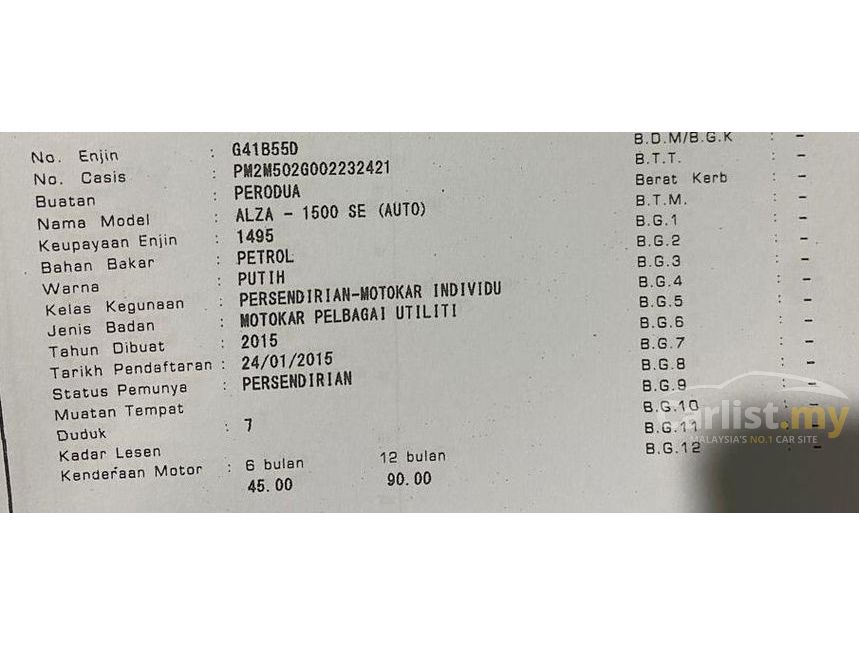 No. Enjin : G41B55D
No. Casis : PM2M502G002232421
Buatan : PERODUA
Nama Model : ALZA - 1500 SE (AUTO)
Keupayaan Enjin : 1495
Bahan Bakar : PETROL
Warna : PUTIH
Kelas Kegunaan : PERSENDIRIAN-MOTOKAR INDIVIDU
Jenis Badan : MOTOKAR PELBAGAI UTILITI
Tahun Dibuat : 2015
Tarikh Pendaftaran : 24/01/2015
Status Pemunya : PERSENDIRIAN
Muatan Tempat
Duduk : 7
Kadar Lesen
Kenderaan Motor : 6 bulan 12 bulan
45.00 90.00
B.D.M/B.G.K : -
B.T.T. : -
Berat Kerb : -
B.T.M. : -
B.G.1 : -
B.G.2 : -
B.G.3 : -
B.G.4 : -
B.G.5 : -
B.G.6 : -
B.G.7 : -
B.G.8 : -
B.G.9
B.G.10
B.G.11
B.G.12 : -
Carlist.my
MALAYSIA'S NO.1 CAR SITE